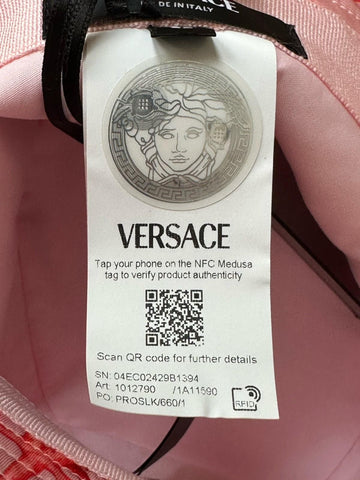 MADE IN ITALY
VERSACE
Tap your phone on the NFC Medusa
tag to verify product authenticity
Scan QR code for further details
SN: 04EC02429B1394
Art: 1012790 /1A11590
PO: PROSLK/660/1
RFID